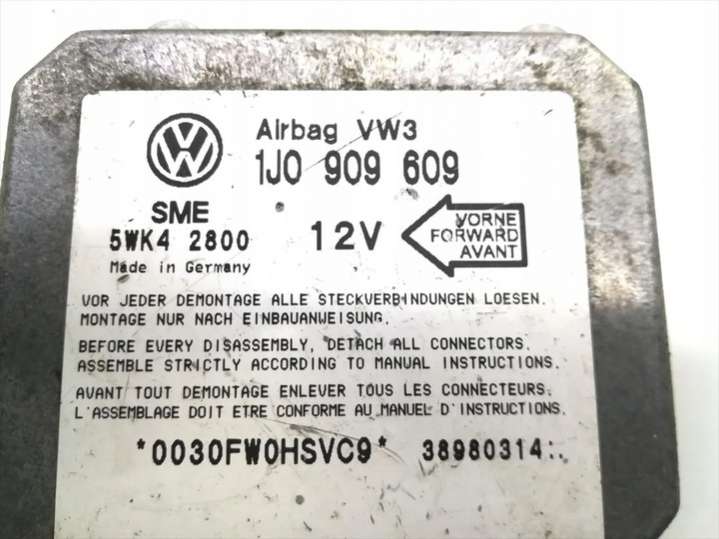 Airbag VW3
1J0 909 609
SME
5WK4 2800
Made in Germany
12V
VORNE
FORWARD
AVANT
VOR JEDER DEMONTAGE ALLE STECKVERBINDUNGEN LOESEN.
MONTAGE NUR NACH EINBAUANWEISUNG.
BEFORE EVERY DISASSEMBLY, DETACH ALL CONNECTORS.
ASSEMBLE STRICTLY ACCORDING TO MANUAL INSTRUCTIONS.
AVANT TOUT DEMONTAGE ENLEVER TOUS LES CONNECTEURS.
L'ASSEMBLAGE DOIT ETRE CONFORME AU MANUEL D'INSTRUCTIONS.
*0030FW0HSVC9* 38980314:.